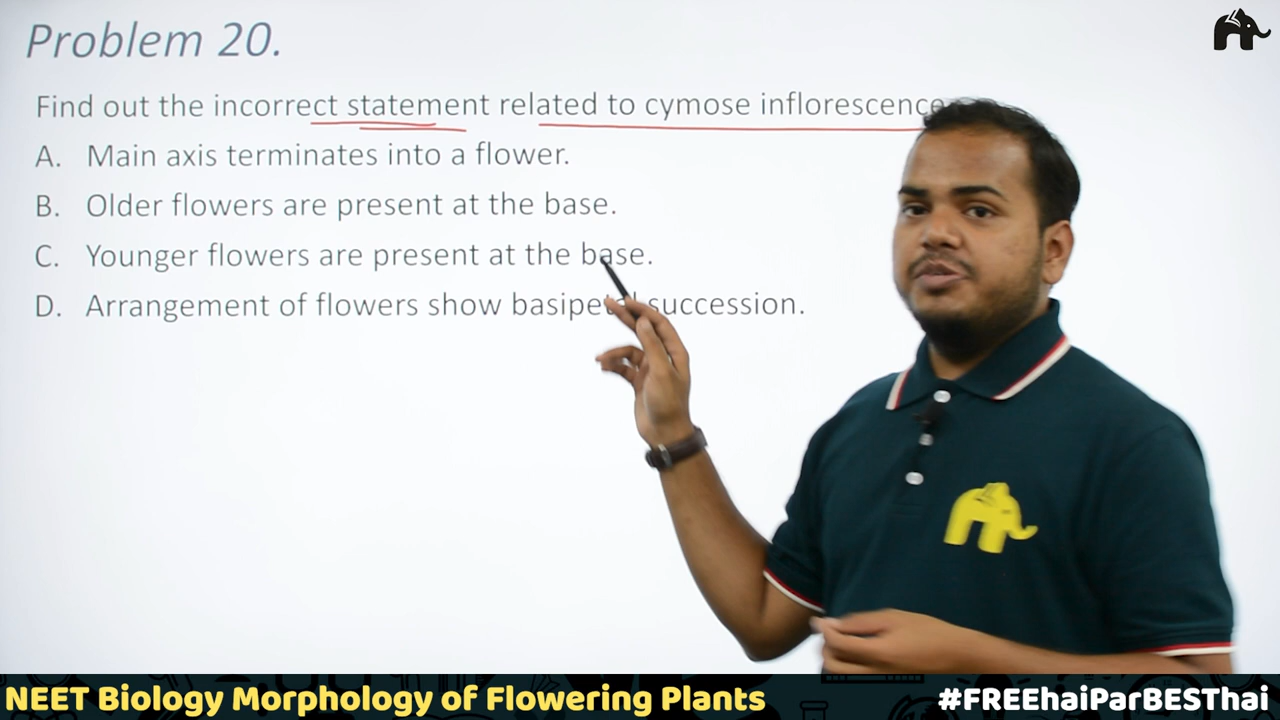 Problem 20.
Find out the incorrect statement related to cymose inflorescence
A. Main axis terminates into a flower.
B. Older flowers are present at the base.
C. Younger flowers are present at the base.
D. Arrangement of flowers show basipetal succession.
NEET Biology Morphology of Flowering Plants
#FREEhaiParBESThai